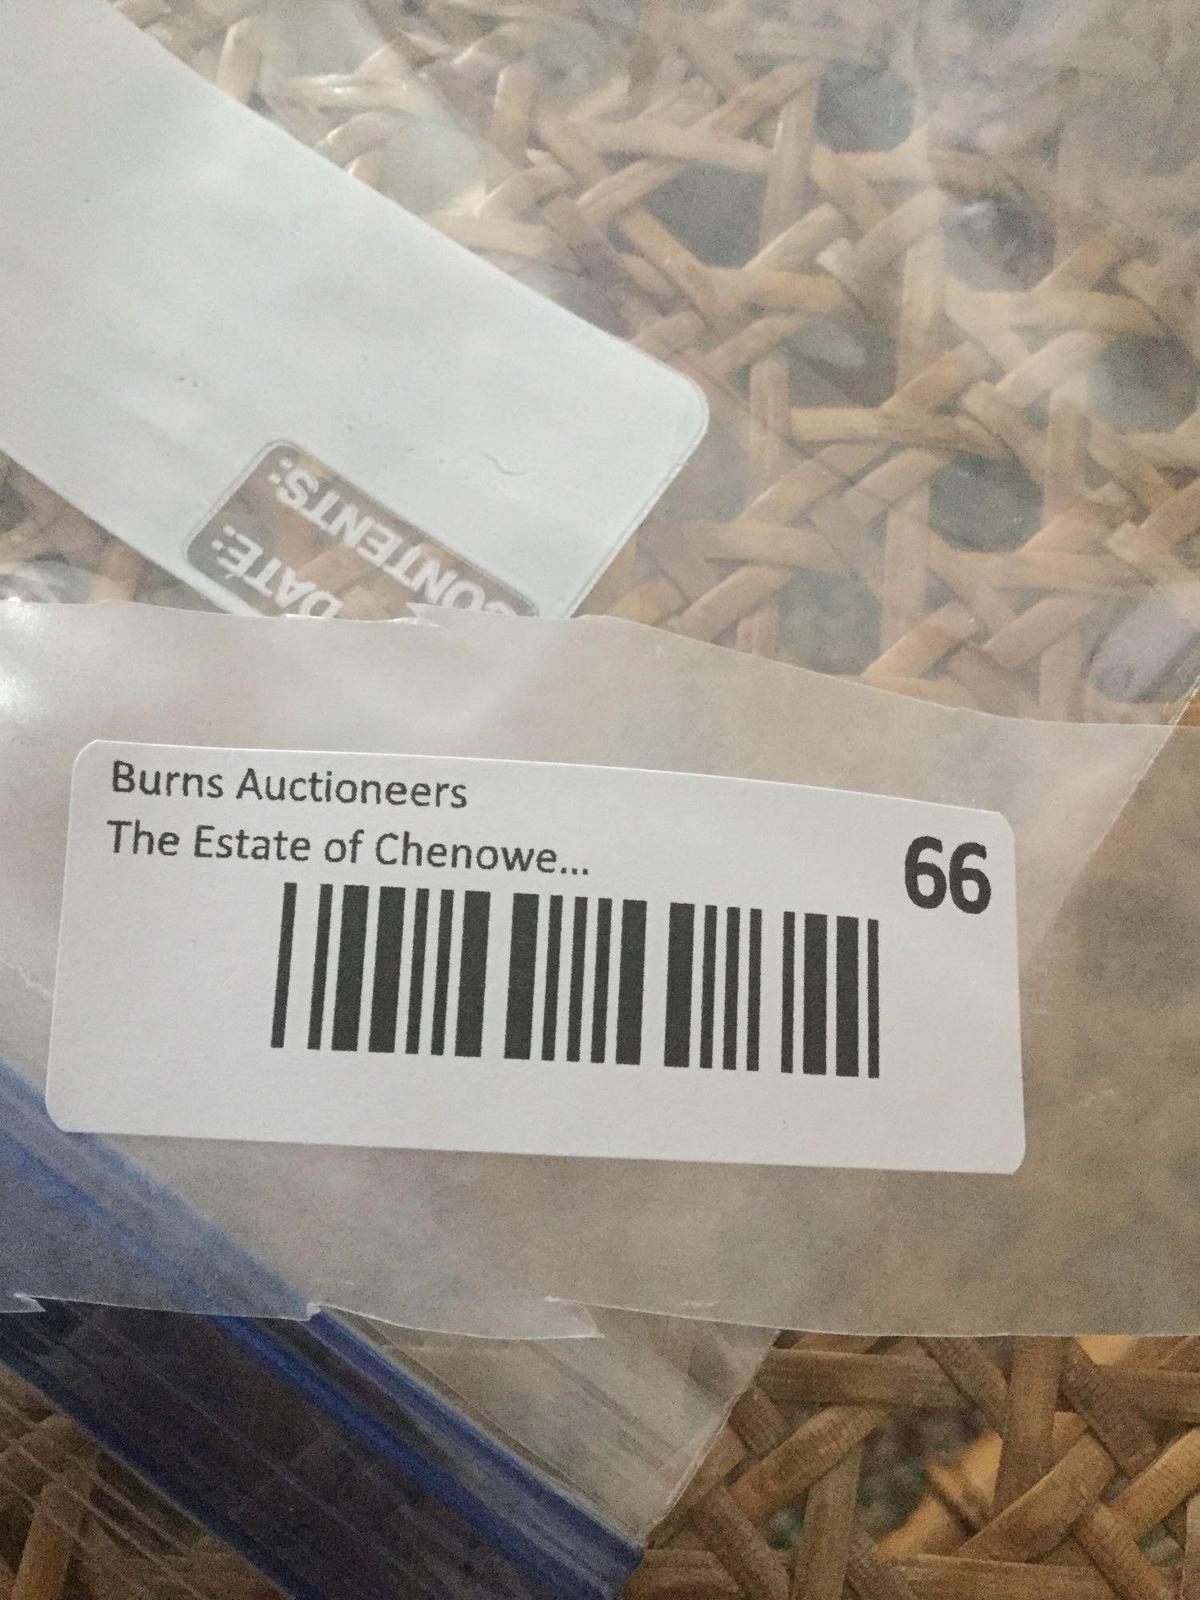 CONTENTS:
DATE:
Burns Auctioneers
The Estate of Chenowe...
66